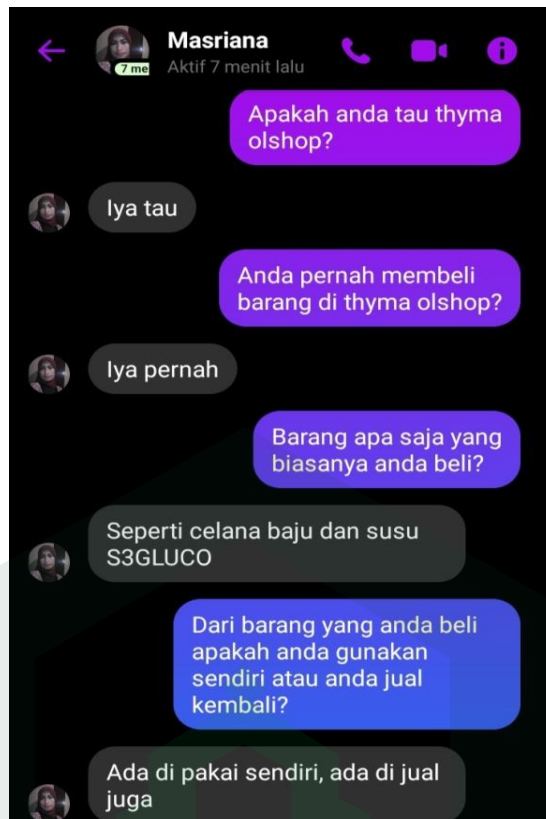 Masriana
7 me
Aktif 7 menit lalu
Apakah anda tau thyma
olshop?
Iya tau
Anda pernah membeli
barang di thyma olshop?
Iya pernah
Barang apa saja yang
biasanya anda beli?
Seperti celana baju dan susu
S3GLUCO
Dari barang yang anda beli
apakah anda gunakan
sendiri atau anda jual
kembali?
Ada di pakai sendiri, ada di jual
juga